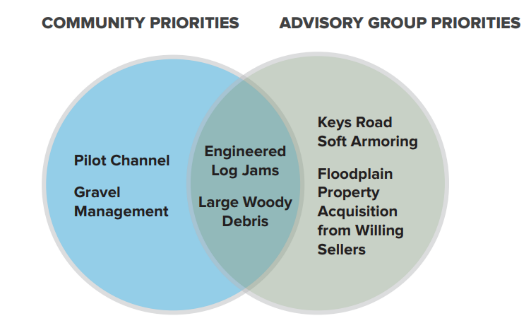 COMMUNITY PRIORITIES
ADVISORY GROUP PRIORITIES
Pilot Channel
Gravel
Management
Engineered
Log Jams
Large Woody
Debris
Keys Road
Soft Armoring
Floodplain
Property
Acquisition
from Willing
Sellers